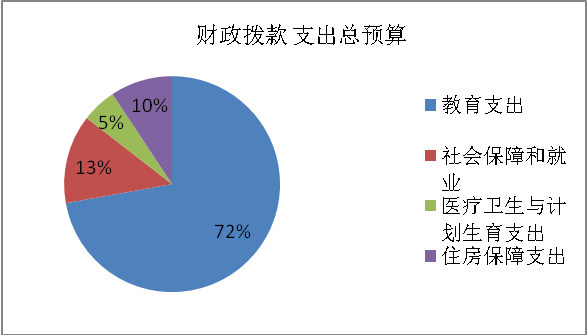 财政拨款 支出总预算
10%
5%
13%
72%
教育支出
社会保障和就
业
医疗卫生与计
划生育支出
住房保障支出